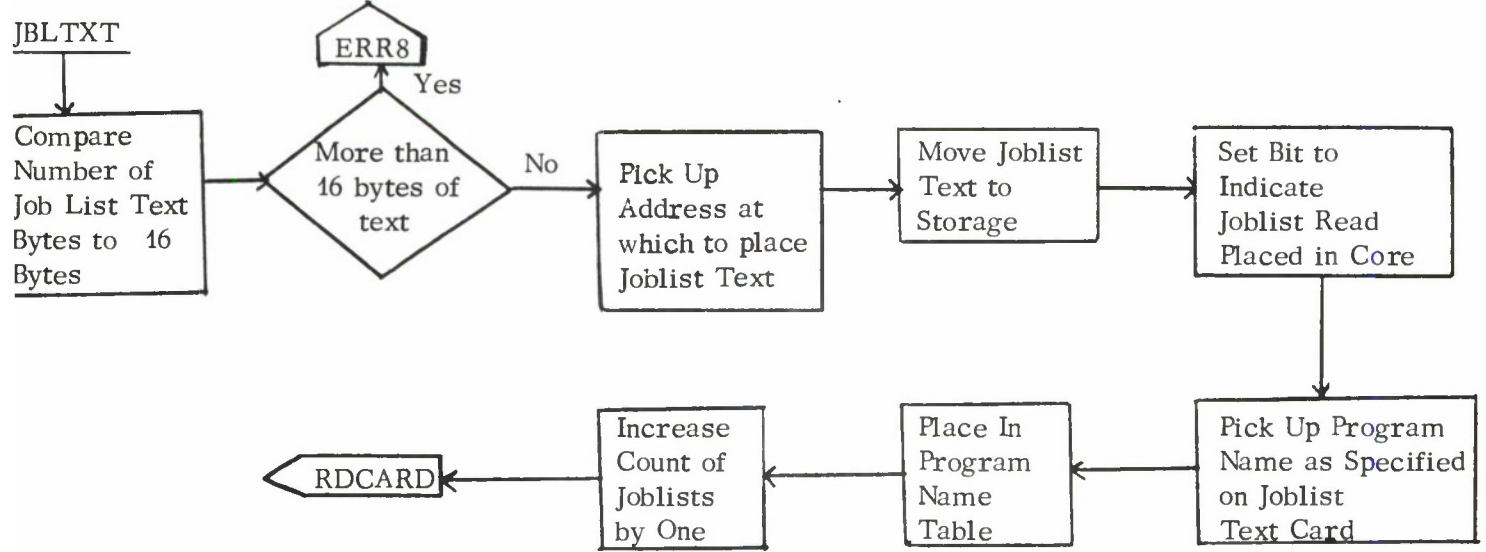 JBLTXT
Compare
Number of
Job List Text
Bytes to 16
Bytes
ERR8
Yes
More than
16 bytes of
text
No
Pick Up
Address at
which to place
Joblist Text
Move Joblist
Text to
Storage
Set Bit to
Indicate
Joblist Read
Placed in Core
Pick Up Program
Name as Specified
on Joblist
Text Card
Place In
Program
Name
Table
Increase
Count of
Joblists
by One
RDCARD